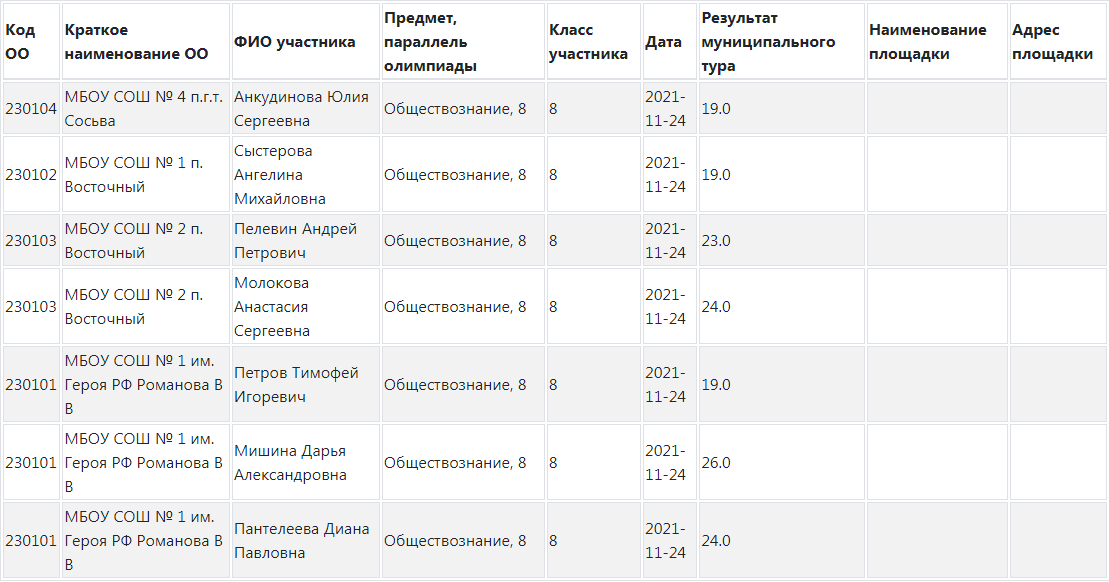 Код
ОО
Краткое
наименование ОО
ФИО участника
Предмет,
параллель
олимпиады
Класс
участника
Дата
Результат
муниципального
тура
Наименование
площадки
Адрес
площадки
230104
МБОУ СОШ № 4 п.г.т.
Сосьва
Анкудинова Юлия
Сергеевна
Обществознание, 8
8
2021-
11-24
19.0
230102
МБОУ СОШ № 1 п.
Восточный
Сыстерова
Ангелина
Михайловна
Обществознание, 8
8
2021-
11-24
19.0
230103
МБОУ СОШ № 2 п.
Восточный
Пелевин Андрей
Петрович
Обществознание, 8
8
2021-
11-24
23.0
230103
МБОУ СОШ № 2 п.
Восточный
Молокова
Анастасия
Сергеевна
Обществознание, 8
8
2021-
11-24
24.0
230101
МБОУ СОШ № 1 им.
Героя РФ Романова В
В
Петров Тимофей
Игоревич
Обществознание, 8
8
2021-
11-24
19.0
230101
МБОУ СОШ № 1 им.
Героя РФ Романова В
В
Мишина Дарья
Александровна
Обществознание, 8
8
2021-
11-24
26.0
230101
МБОУ СОШ № 1 им.
Героя РФ Романова В
В
Пантелеева Диана
Павловна
Обществознание, 8
8
2021-
11-24
24.0